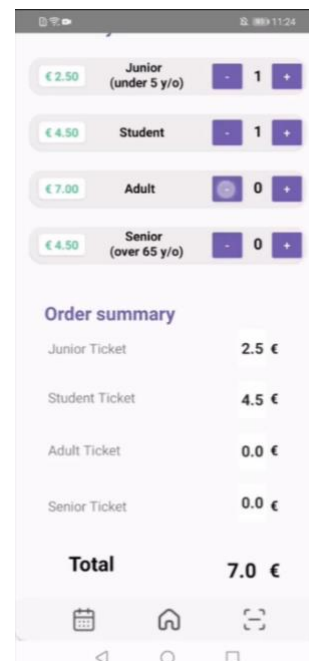 11:24
€ 2.50 Junior (under 5 y/o) - 1 +
€ 4.50 Student - 1 +
€ 7.00 Adult - 0 +
€ 4.50 Senior (over 65 y/o) - 0 +
Order summary
Junior Ticket 2.5 €
Student Ticket 4.5 €
Adult Ticket 0.0 €
Senior Ticket 0.0 €
Total 7.0 €